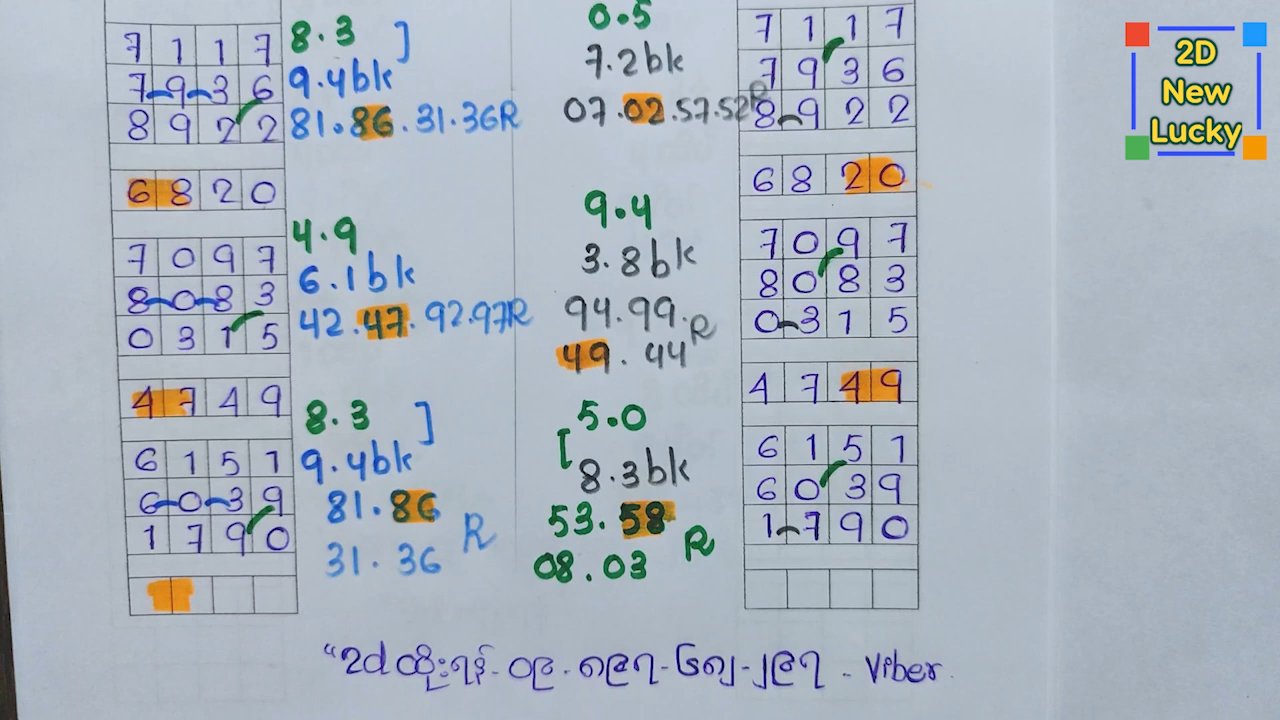 7 1 1 7
7 9 3 6
8 9 2 2
6 8 2 0
7 0 9 7
8 0 8 3
0 3 1 5
4 7 4 9
6 1 5 1
6 0 3 9
1 7 9 0
8.3 ]
9.4bk
81.86.31.36R
4.9
6.1bk
42.47.92.97R
8.3 ]
9.4bk
81.86
31.36 R
0.5
7.2bk
07.02.57.52R
9.4
3.8bk
94.99.
49.44 R
5.0
[ 8.3bk
53.58
08.03 R
7 1 1 7
7 9 3 6
8 9 2 2
6 8 2 0
7 0 9 7
8 0 8 3
0 3 1 5
4 7 4 9
6 1 5 1
6 0 3 9
1 7 9 0
"2d ထိုးရန် Viber.
2D
New
Lucky